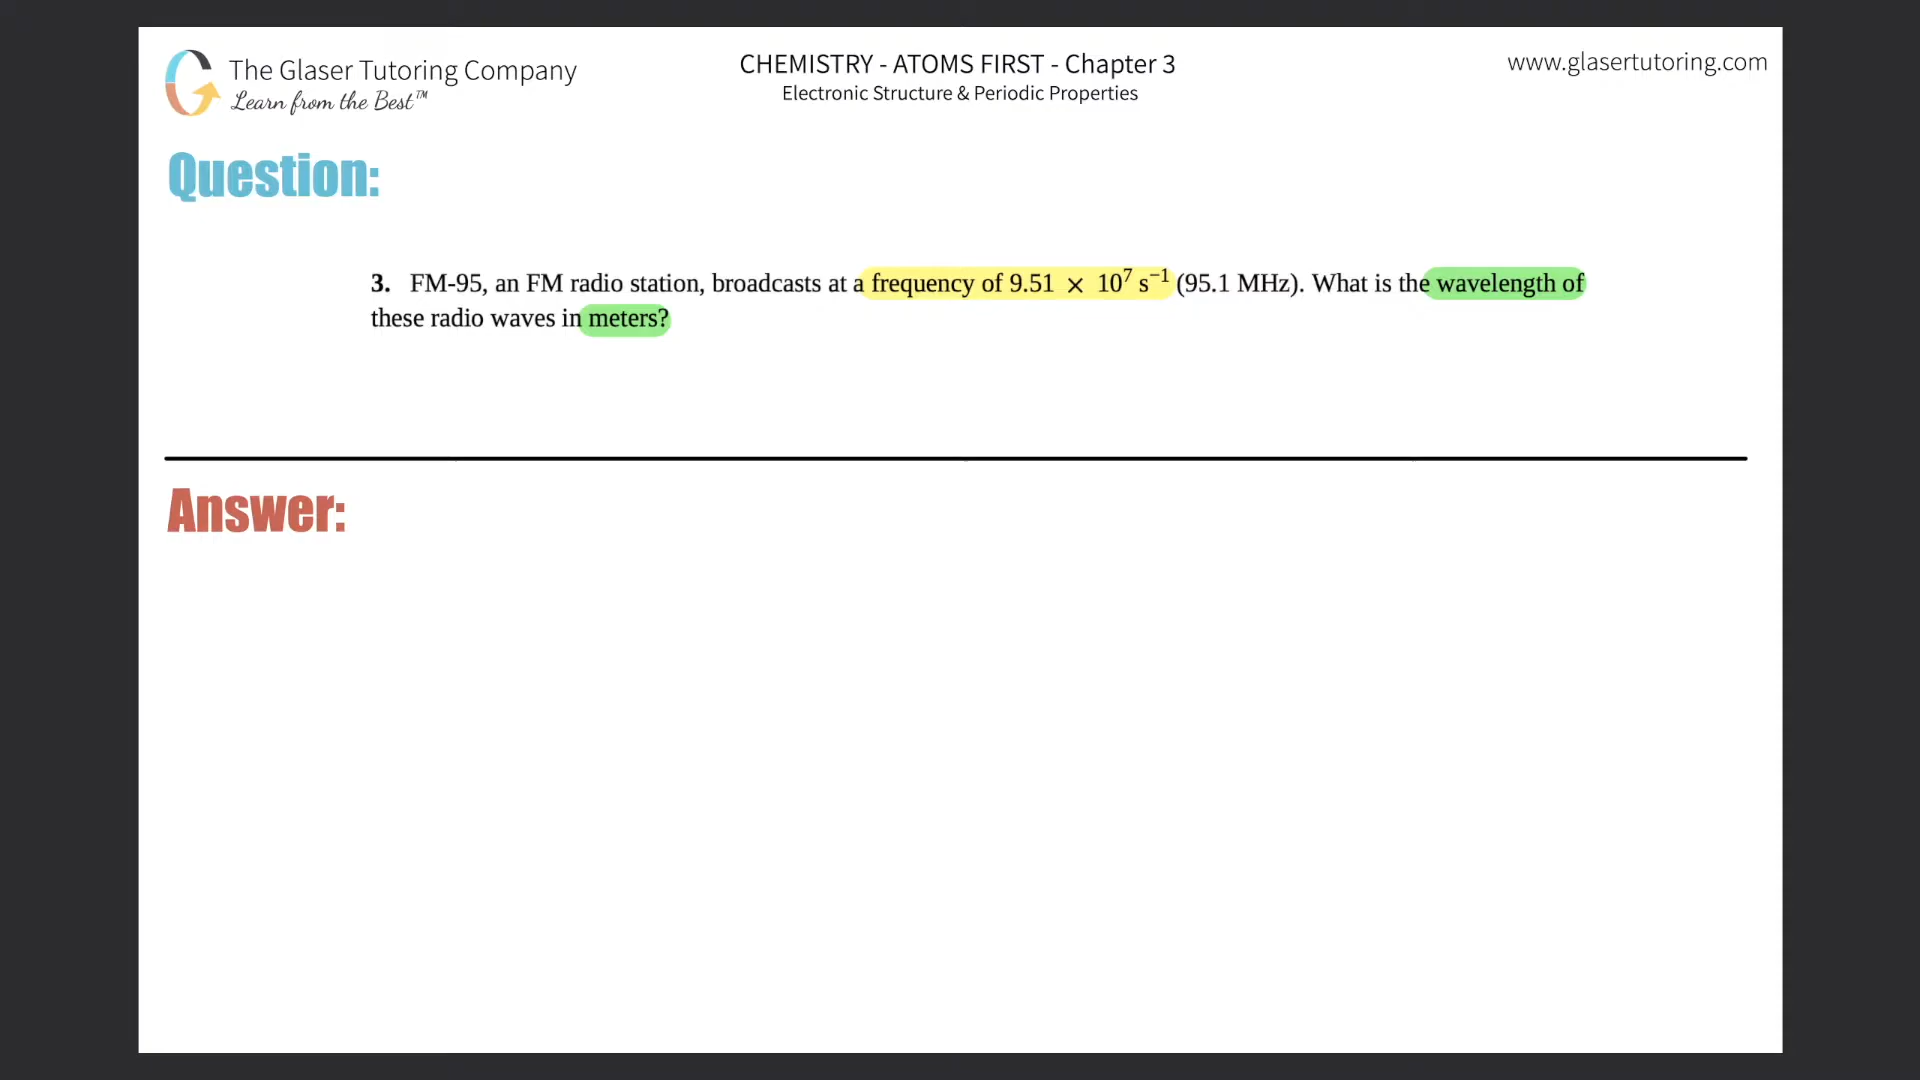 The Glaser Tutoring Company
Learn from the Best™
CHEMISTRY - ATOMS FIRST - Chapter 3
Electronic Structure & Periodic Properties
www.glasertutoring.com
Question:
3. FM-95, an FM radio station, broadcasts at a frequency of 9.51 × 10⁷ s⁻¹ (95.1 MHz). What is the wavelength of
these radio waves in meters?
Answer: